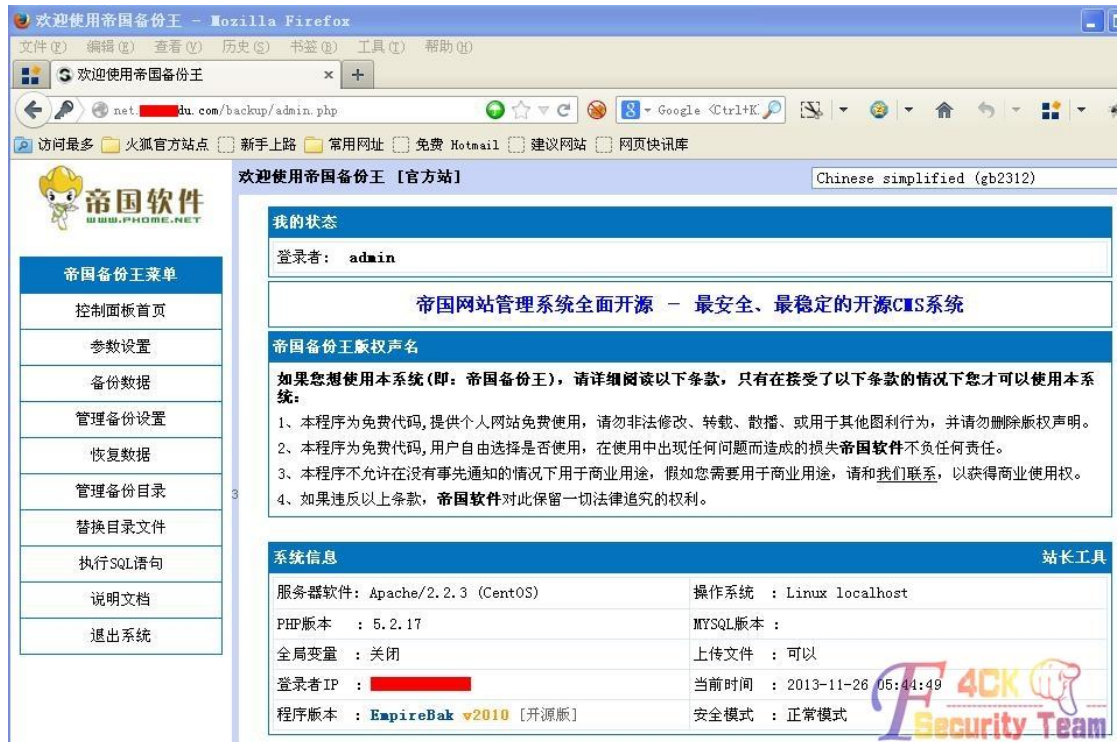 欢迎使用帝国备份王 - Mozilla Firefox
文件(F) 编辑(E) 查看(V) 历史(S) 书签(B) 工具(T) 帮助(H)
欢迎使用帝国备份王 × +
net. du.com/backup/admin.php Google <Ctrl+K
访问最多 火狐官方站点 新手上路 常用网址 免费 Hotmail 建议网站 网页快讯库
帝国软件
WWW.PHOME.NET
帝国备份王菜单
控制面板首页
参数设置
备份数据
管理备份设置
恢复数据
管理备份目录
替换目录文件
执行SQL语句
说明文档
退出系统
欢迎使用帝国备份王 [官方站] Chinese simplified (gb2312)
我的状态
登录者: admin
帝国网站管理系统全面开源 - 最安全、最稳定的开源CMS系统
帝国备份王版权声名
如果您想使用本系统(即:帝国备份王),请详细阅读以下条款,只有在接受了以下条款的情况下您才可以使用本系
统:
1、本程序为免费代码,提供个人网站免费使用,请勿非法修改、转载、散播、或用于其他图利行为,并请勿删除版权声明。
2、本程序为免费代码,用户自由选择是否使用,在使用中出现任何问题而造成的损失帝国软件不负任何责任。
3、本程序不允许在没有事先通知的情况下用于商业用途,假如您需要用于商业用途,请和我们联系,以获得商业使用权。
4、如果违反以上条款,帝国软件对此保留一切法律追究的权利。
系统信息 站长工具
服务器软件: Apache/2.2.3 (CentOS) 操作系统 : Linux localhost
PHP版本 : 5.2.17 MYSQL版本 :
全局变量 : 关闭 上传文件 : 可以
登录者IP : 当前时间 : 2013-11-26 05:44:49
程序版本 : EmpireBak v2010 [开源版] 安全模式 : 正常模式
F4CK
Security Team